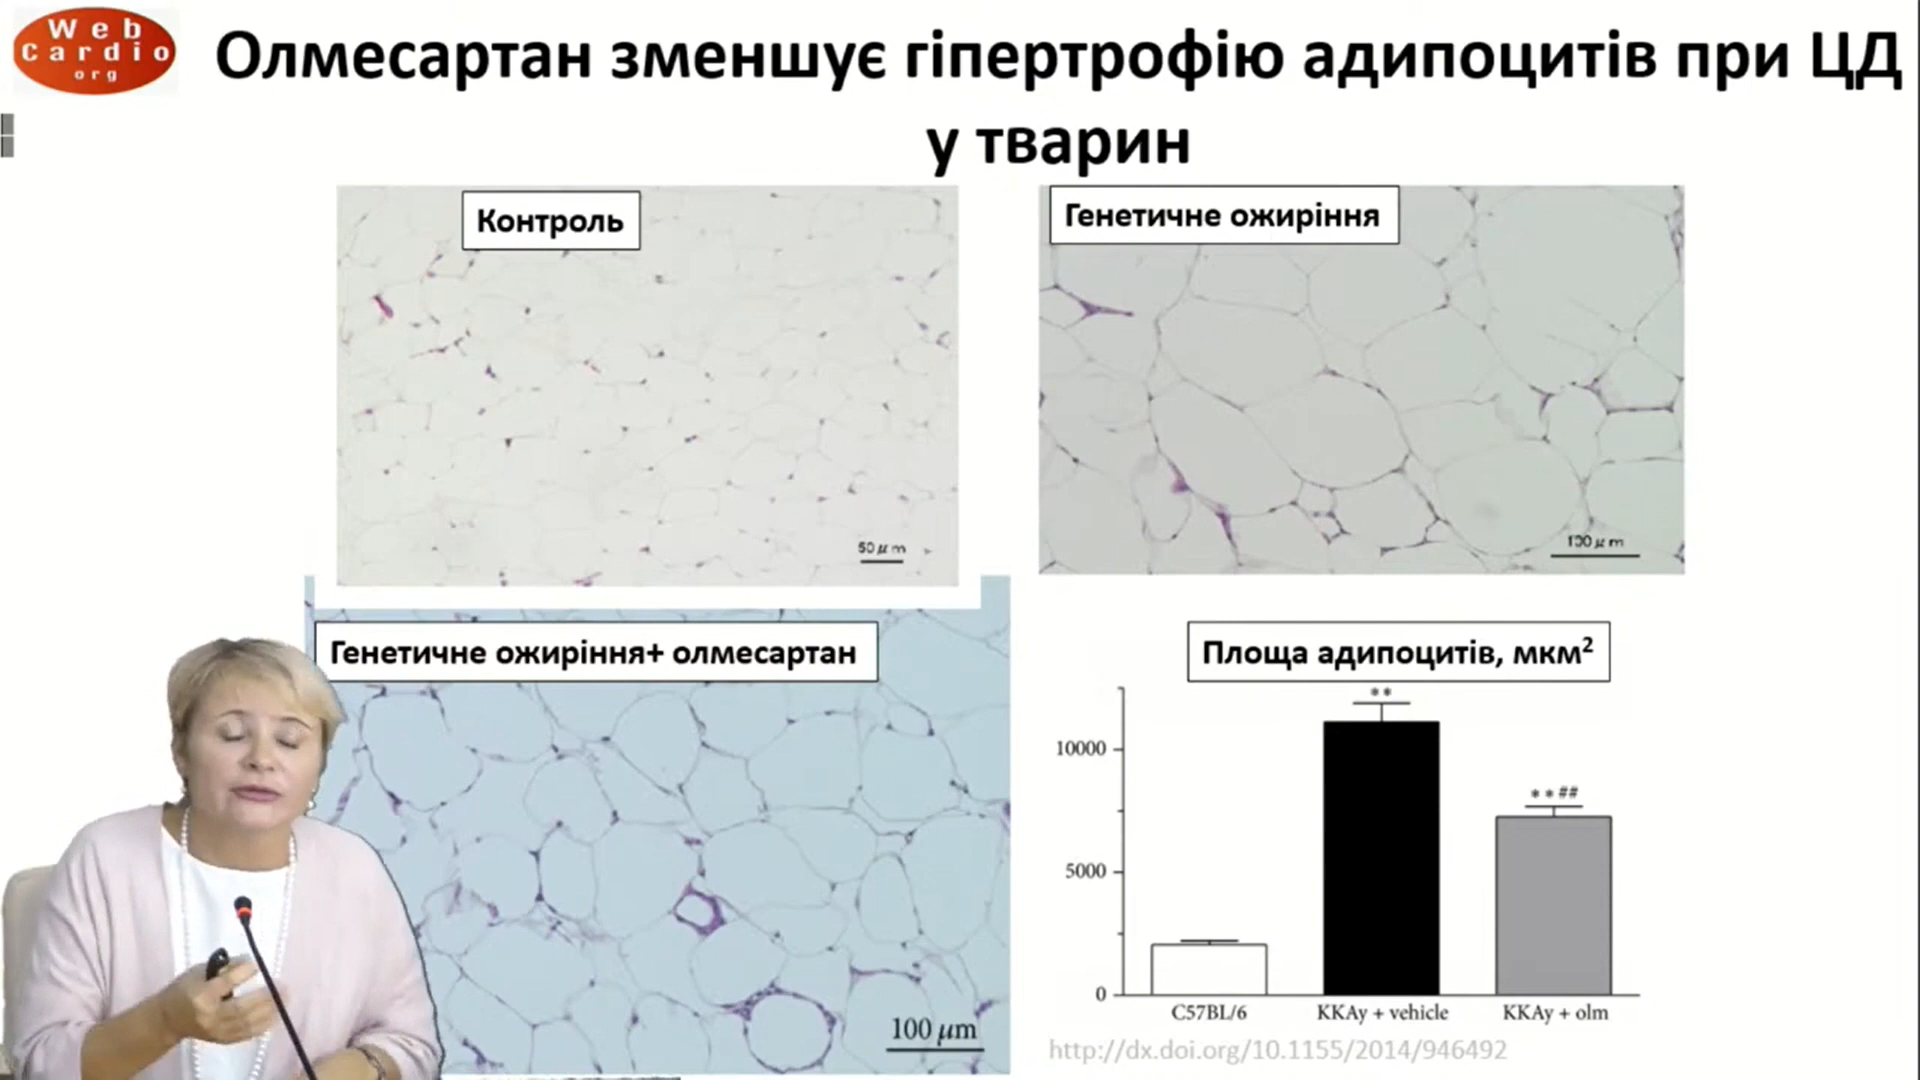 Web
Cardio
org
Олмесартан зменшує гіпертрофію адипоцитів при ЦД
у тварин
Контроль
50 μm
Генетичне ожиріння
100 μm
Генетичне ожиріння+ олмесартан
100 μm
Площа адипоцитів, мкм²
**
10000
**##
5000
0
C57BL/6 KKAy + vehicle KKAy + olm
http://dx.doi.org/10.1155/2014/946492